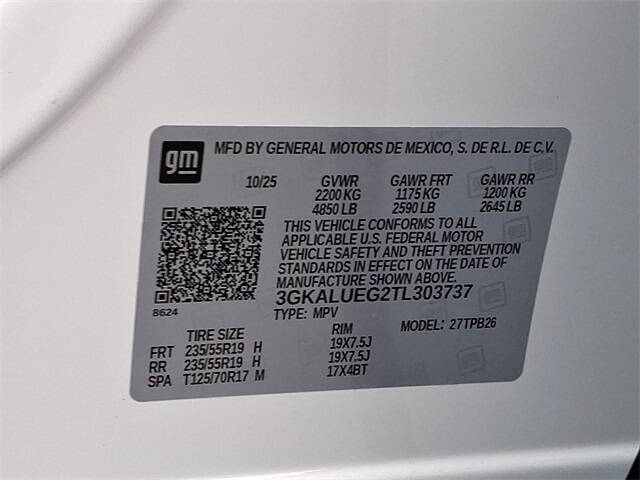 gm
MFD BY GENERAL MOTORS DE MEXICO, S. DE R.L. DE C.V.
10/25 GVWR GAWR FRT GAWR RR
2200 KG 1175 KG 1200 KG
4850 LB 2590 LB 2645 LB
THIS VEHICLE CONFORMS TO ALL
APPLICABLE U.S. FEDERAL MOTOR
VEHICLE SAFETY AND THEFT PREVENTION
STANDARDS IN EFFECT ON THE DATE OF
MANUFACTURE SHOWN ABOVE.
3GKALUEG2TL303737
8624
TYPE: MPV MODEL: 27TPB26
TIRE SIZE RIM
FRT 235/55R19 H 19X7.5J
RR 235/55R19 H 19X7.5J
SPA T125/70R17 M 17X4BT